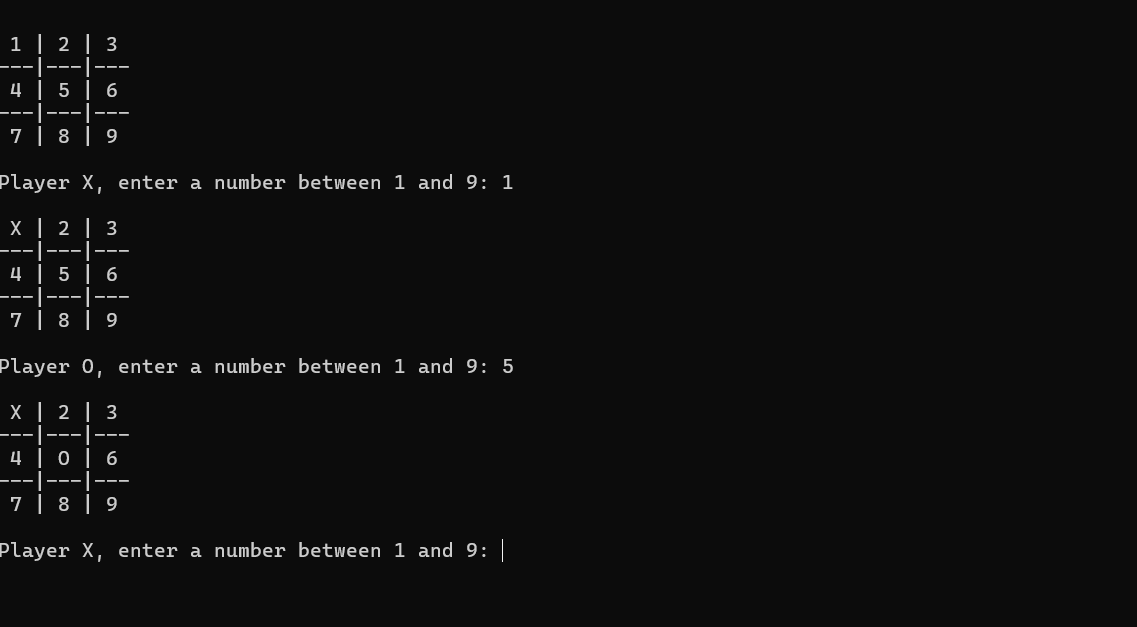 1 | 2 | 3
---|---|---
4 | 5 | 6
---|---|---
7 | 8 | 9
Player X, enter a number between 1 and 9: 1
X | 2 | 3
---|---|---
4 | 5 | 6
---|---|---
7 | 8 | 9
Player O, enter a number between 1 and 9: 5
X | 2 | 3
---|---|---
4 | O | 6
---|---|---
7 | 8 | 9
Player X, enter a number between 1 and 9: